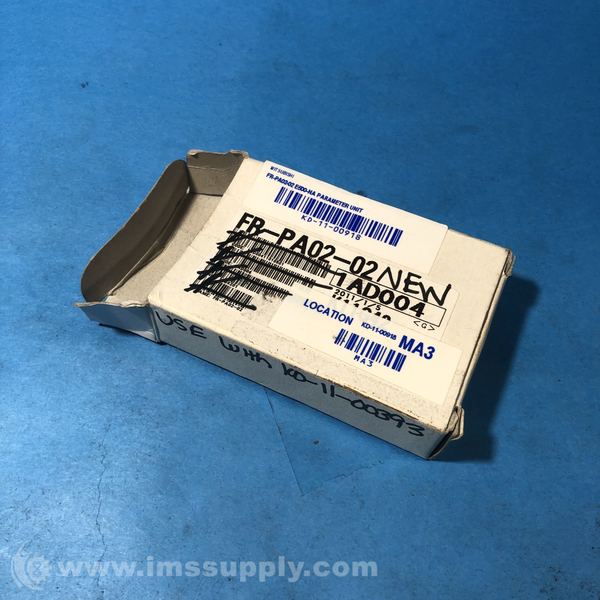 MITSUBISHI
FR-PA02-02 E500-NA PARAMETER UNIT
KD-11-00918
FR-PA02-02
NEW
1AD004
<G>
LOCATION KD-11-00918 MA3
MA3
USE WITH KD-11-00393
www.imssupply.com